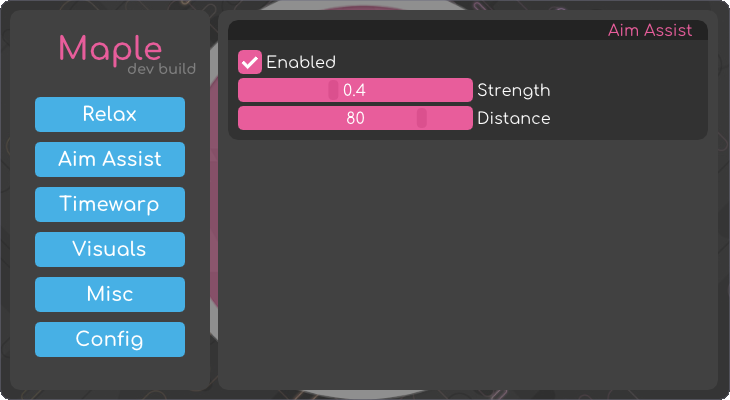 Maple
dev build
Relax
Aim Assist
Timewarp
Visuals
Misc
Config
Aim Assist
Enabled
0.4 Strength
80 Distance